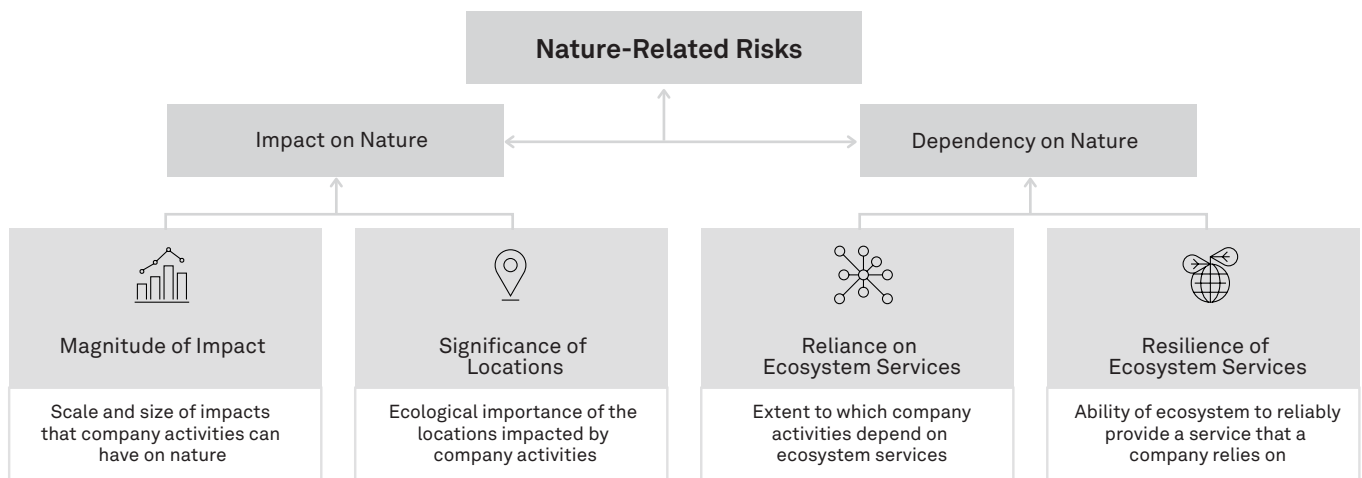 Nature-Related Risks
Impact on Nature
Dependency on Nature
Magnitude of Impact
Scale and size of impacts
that company activities can
have on nature
Significance of
Locations
Ecological importance of the
locations impacted by
company activities
Reliance on
Ecosystem Services
Extent to which company
activities depend on
ecosystem services
Resilience of
Ecosystem Services
Ability of ecosystem to reliably
provide a service that a
company relies on